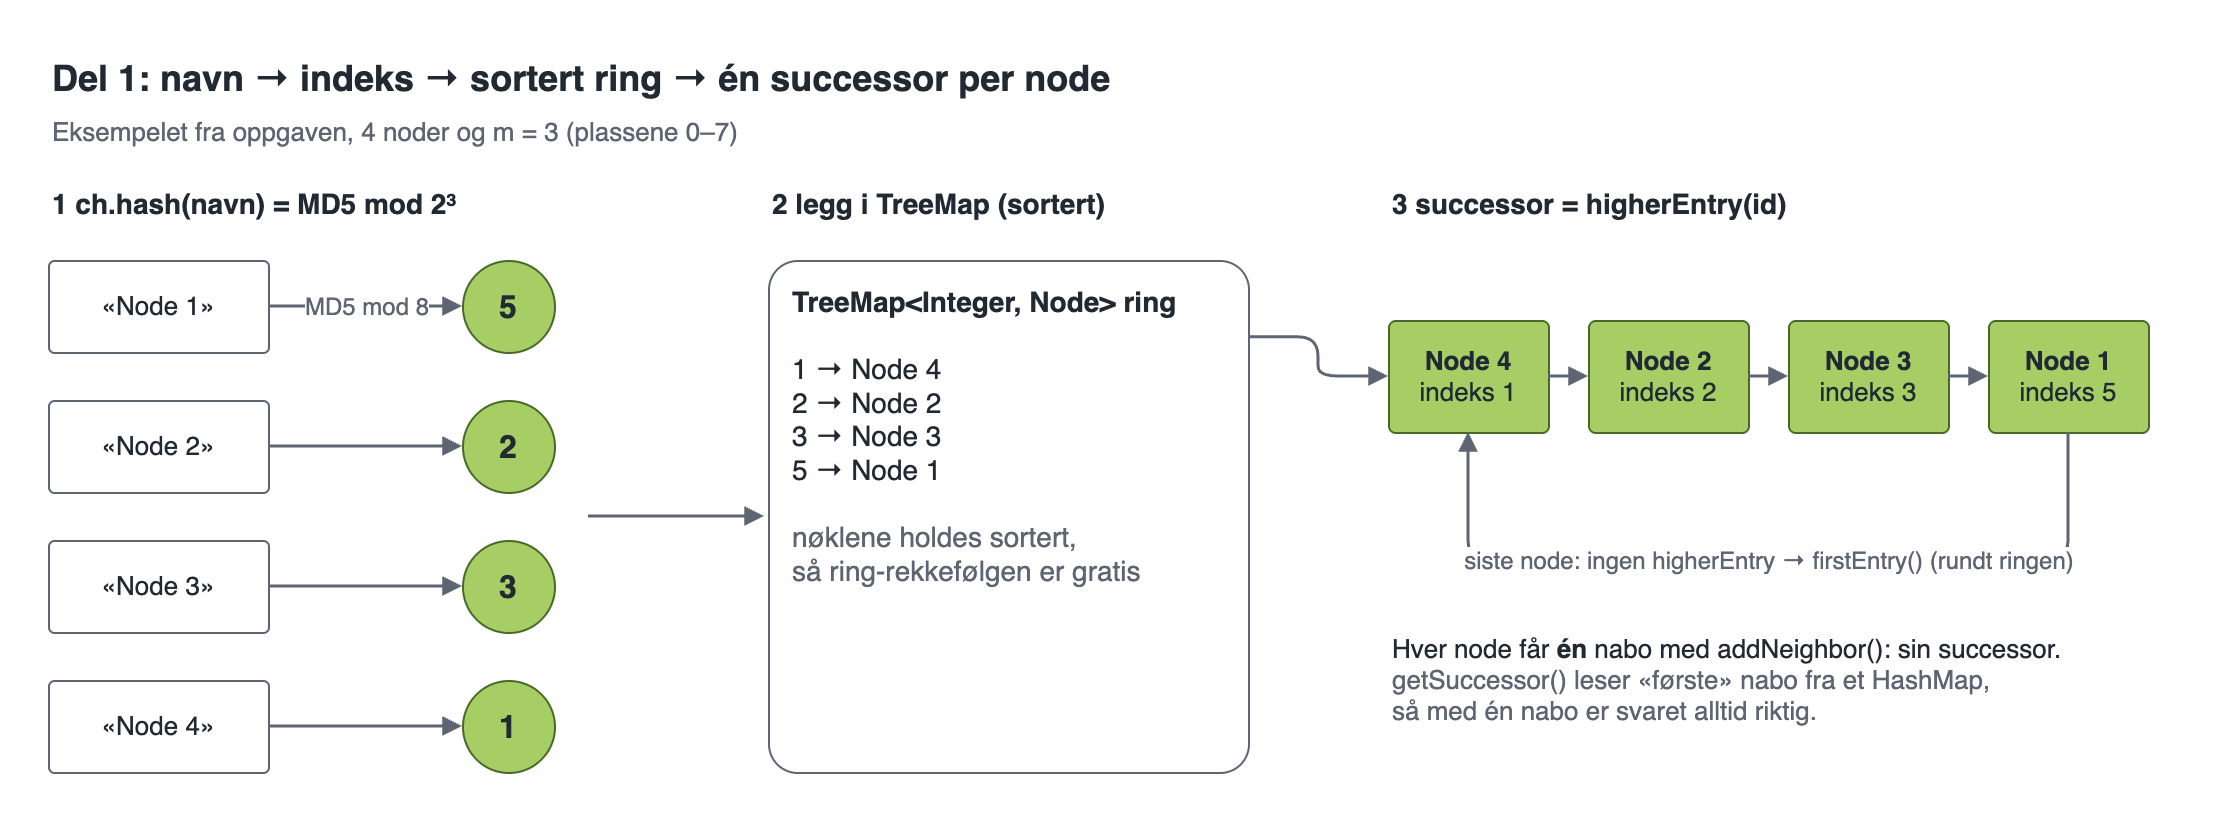 Del 1: navn → indeks → sortert ring → én successor per node
Eksempelet fra oppgaven, 4 noder og m = 3 (plassene 0–7)
1 ch.hash(navn) = MD5 mod 2³
«Node 1»
MD5 mod 8
5
«Node 2»
2
«Node 3»
3
«Node 4»
1
2 legg i TreeMap (sortert)
TreeMap<Integer, Node> ring
1 → Node 4
2 → Node 2
3 → Node 3
5 → Node 1
nøklene holdes sortert,
så ring-rekkefølgen er gratis
3 successor = higherEntry(id)
Node 4
indeks 1
Node 2
indeks 2
Node 3
indeks 3
Node 1
indeks 5
siste node: ingen higherEntry → firstEntry() (rundt ringen)
Hver node får én nabo med addNeighbor(): sin successor.
getSuccessor() leser «første» nabo fra et HashMap,
så med én nabo er svaret alltid riktig.